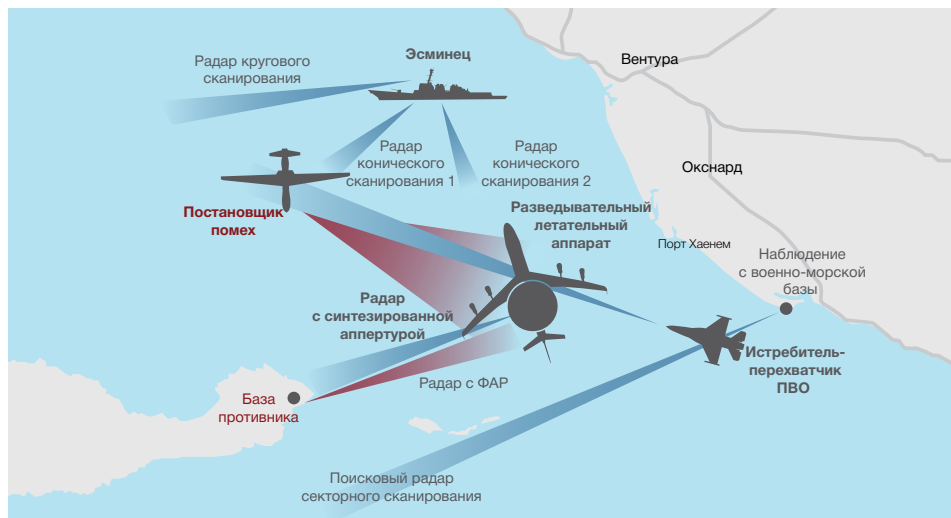 Эсминец
Вентура
Радар кругового
сканирования
Радар
конического
сканирования 1
Радар
конического
сканирования 2
Окснард
Постановщик
помех
Разведывательный
летательный
аппарат
Порт Хаенем
Наблюдение
с военно-морской
базы
Радар
с синтезированной
аппертурой
Истребитель-
перехватчик
ПВО
Радар с ФАР
База
противника
Поисковый радар
секторного сканирования